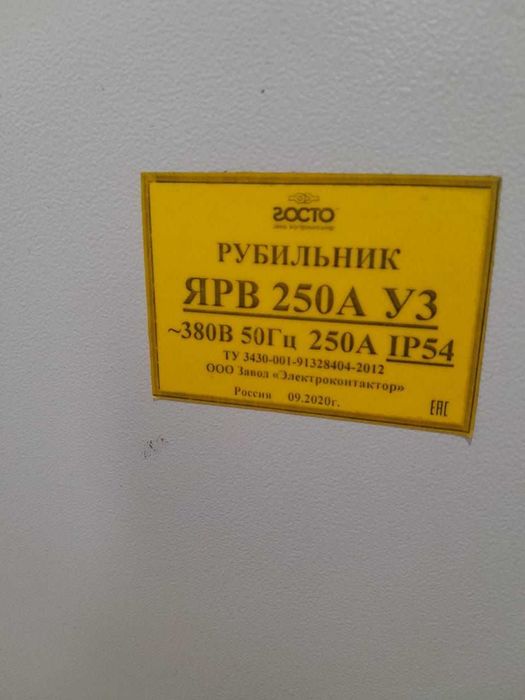 ГОСТО
РУБИЛЬНИК
ЯРВ 250А У3
~380В 50Гц 250А IP54
ТУ 3430-001-91328404-2012
ООО Завод «Электроконтактор»
Россия 09.2020г.
ЕАС